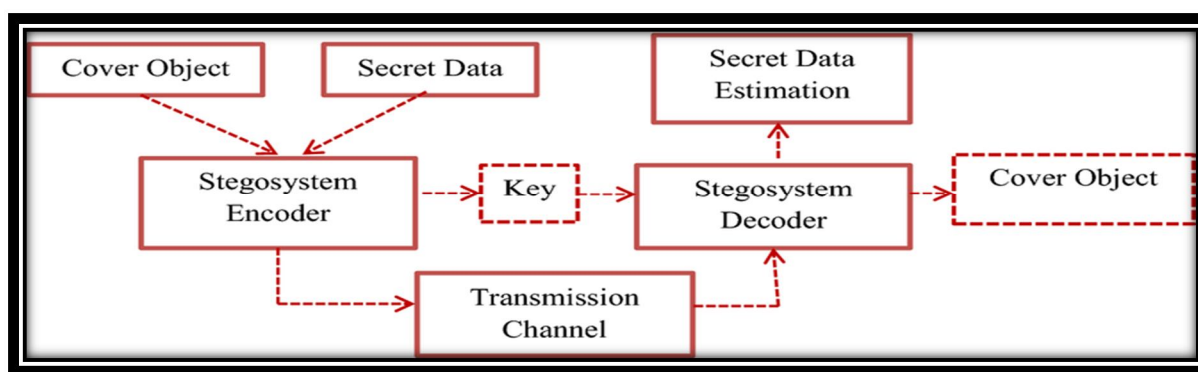 Cover Object
Secret Data
Secret Data
Estimation
Stegosystem
Encoder
Key
Stegosystem
Decoder
Cover Object
Transmission
Channel